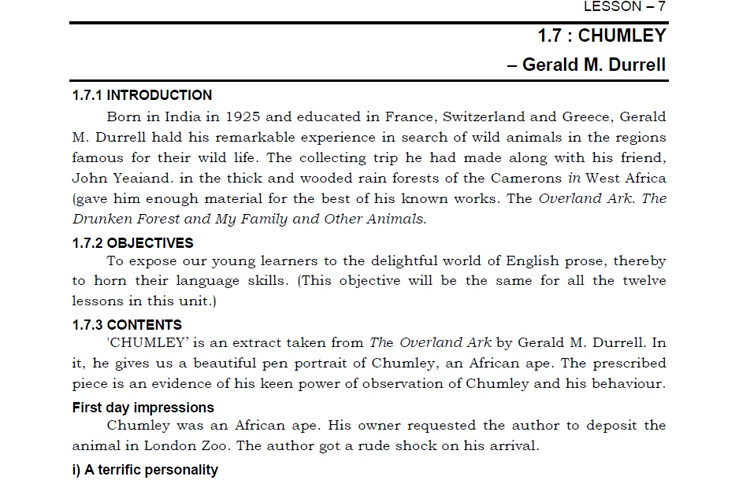 LESSON – 7
1.7 : CHUMLEY
– Gerald M. Durrell
1.7.1 INTRODUCTION
Born in India in 1925 and educated in France, Switzerland and Greece, Gerald
M. Durrell hald his remarkable experience in search of wild animals in the regions
famous for their wild life. The collecting trip he had made along with his friend,
John Yeaiand. in the thick and wooded rain forests of the Camerons in West Africa
(gave him enough material for the best of his known works. The Overland Ark. The
Drunken Forest and My Family and Other Animals.
1.7.2 OBJECTIVES
To expose our young learners to the delightful world of English prose, thereby
to horn their language skills. (This objective will be the same for all the twelve
lessons in this unit.)
1.7.3 CONTENTS
'CHUMLEY' is an extract taken from The Overland Ark by Gerald M. Durrell. In
it, he gives us a beautiful pen portrait of Chumley, an African ape. The prescribed
piece is an evidence of his keen power of observation of Chumley and his behaviour.
First day impressions
Chumley was an African ape. His owner requested the author to deposit the
animal in London Zoo. The author got a rude shock on his arrival.
i) A terrific personality